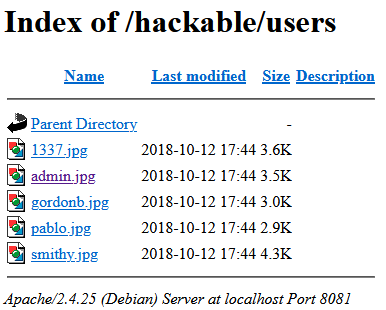 Index of /hackable/users
Name Last modified Size Description
Parent Directory -
1337.jpg 2018-10-12 17:44 3.6K
admin.jpg 2018-10-12 17:44 3.5K
gordonb.jpg 2018-10-12 17:44 3.0K
pablo.jpg 2018-10-12 17:44 2.9K
smithy.jpg 2018-10-12 17:44 4.3K
Apache/2.4.25 (Debian) Server at localhost Port 8081